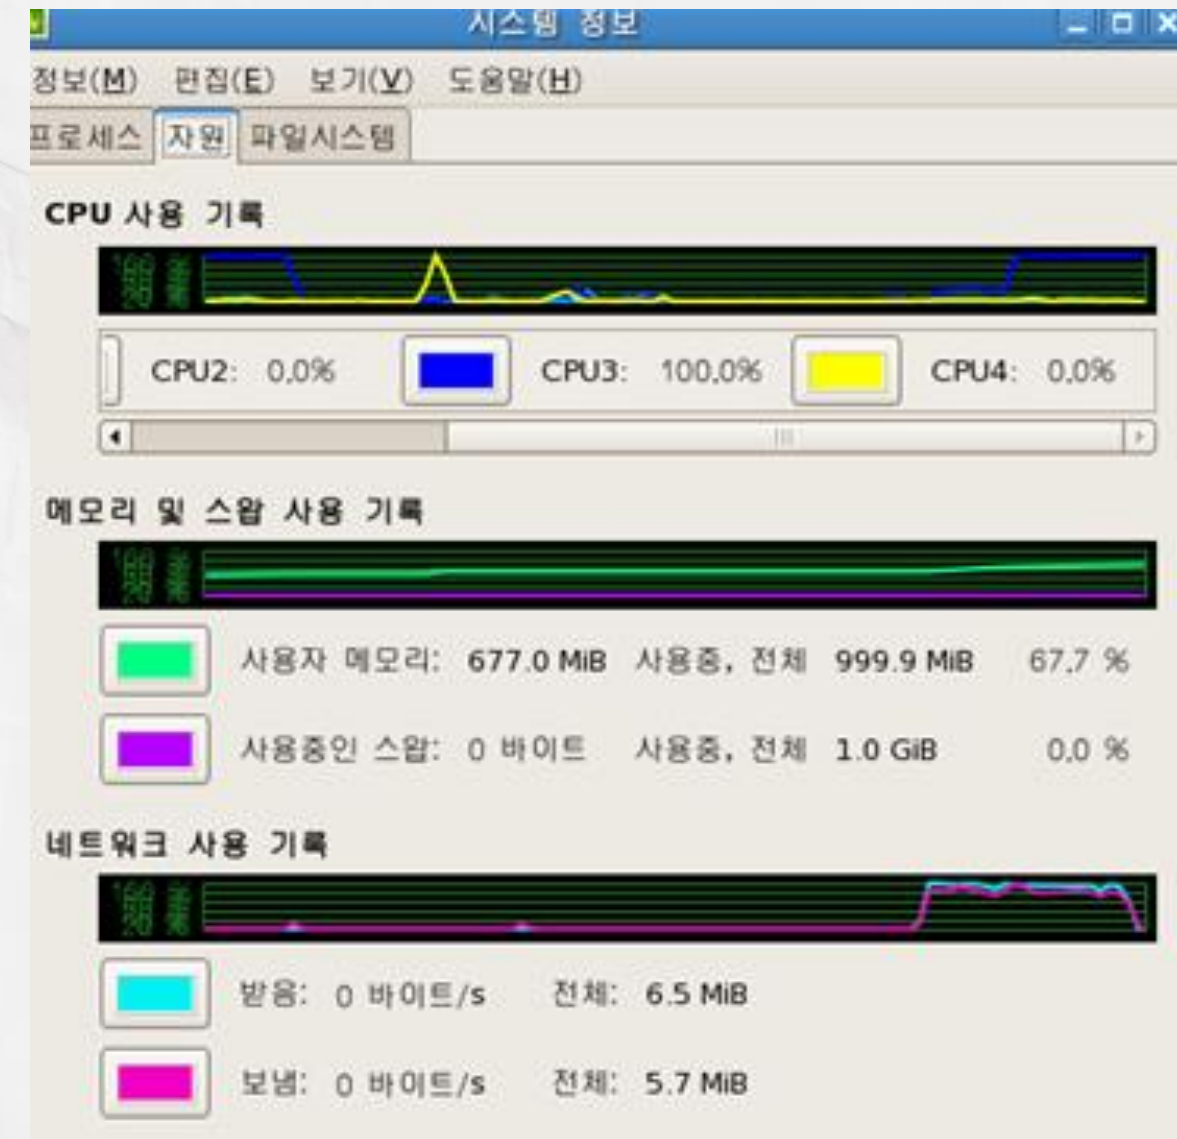 시스템 정보
정보(M) 편집(E) 보기(V) 도움말(H)
프로세스 자원 파일시스템
CPU 사용 기록
CPU2: 0.0% CPU3: 100.0% CPU4: 0.0%
메모리 및 스왑 사용 기록
사용자 메모리: 677.0 MiB 사용중, 전체 999.9 MiB 67.7 %
사용중인 스왑: 0 바이트 사용중, 전체 1.0 GiB 0.0 %
네트워크 사용 기록
받음: 0 바이트/s 전체: 6.5 MiB
보냄: 0 바이트/s 전체: 5.7 MiB